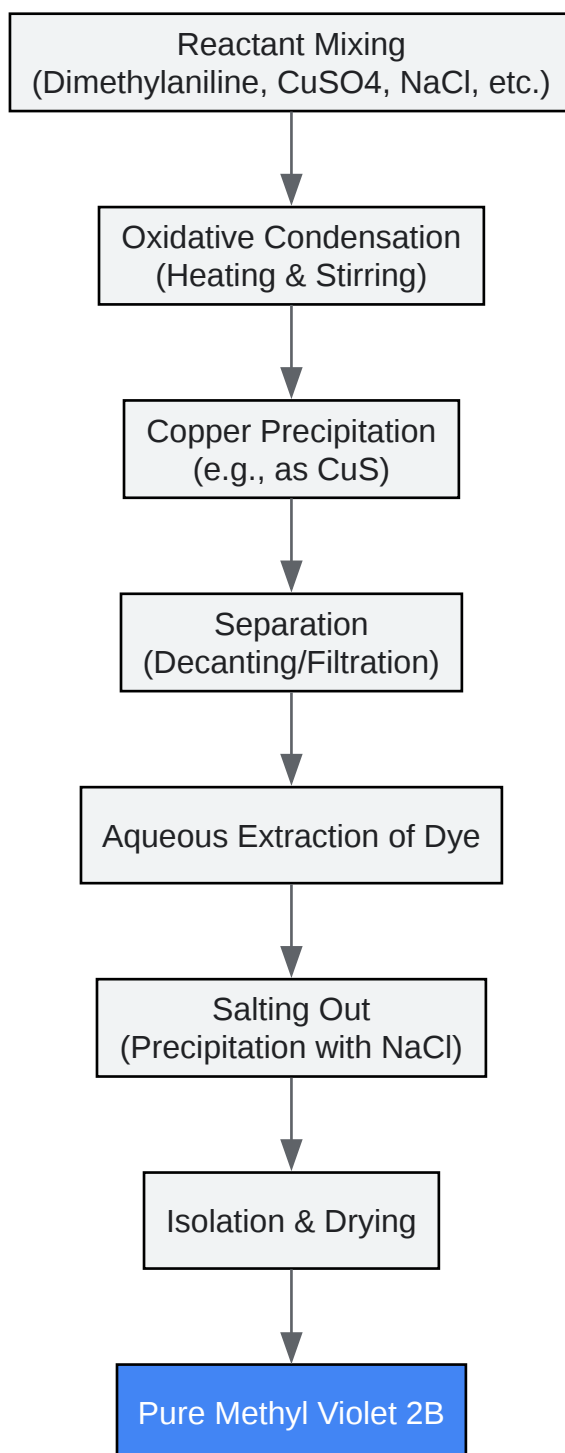 Reactant Mixing
(Dimethylaniline, CuSO4, NaCl, etc.)
Oxidative Condensation
(Heating & Stirring)
Copper Precipitation
(e.g., as CuS)
Separation
(Decanting/Filtration)
Aqueous Extraction of Dye
Salting Out
(Precipitation with NaCl)
Isolation & Drying
Pure Methyl Violet 2B